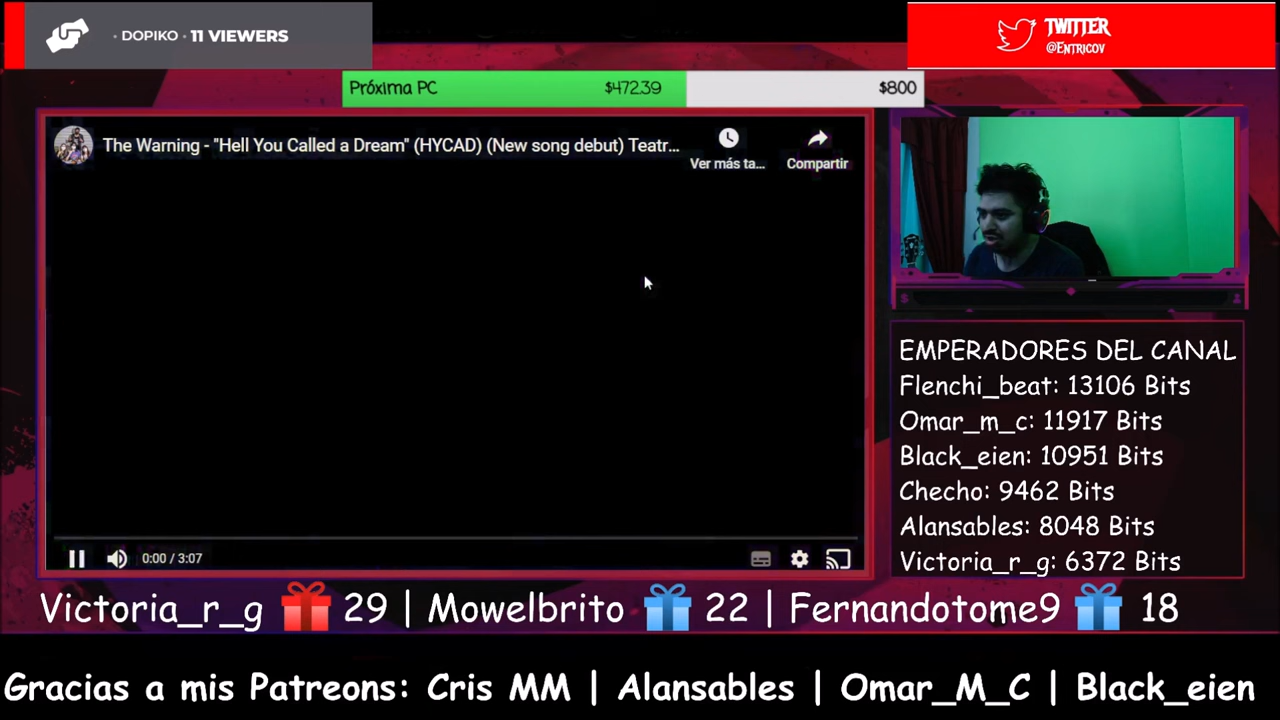 · DOPIKO · 11 VIEWERS
TWITTER
@Entricov
Próxima PC $472.39 $800
The Warning - "Hell You Called a Dream" (HYCAD) (New song debut) Teatr...
Ver más ta...
Compartir
0:00 / 3:07
EMPERADORES DEL CANAL
Flenchi_beat: 13106 Bits
Omar_m_c: 11917 Bits
Black_eien: 10951 Bits
Checho: 9462 Bits
Alansables: 8048 Bits
Victoria_r_g: 6372 Bits
Victoria_r_g 29 | Mowelbrito 22 | Fernandotome9 18
Gracias a mis Patreons: Cris MM | Alansables | Omar_M_C | Black_eien